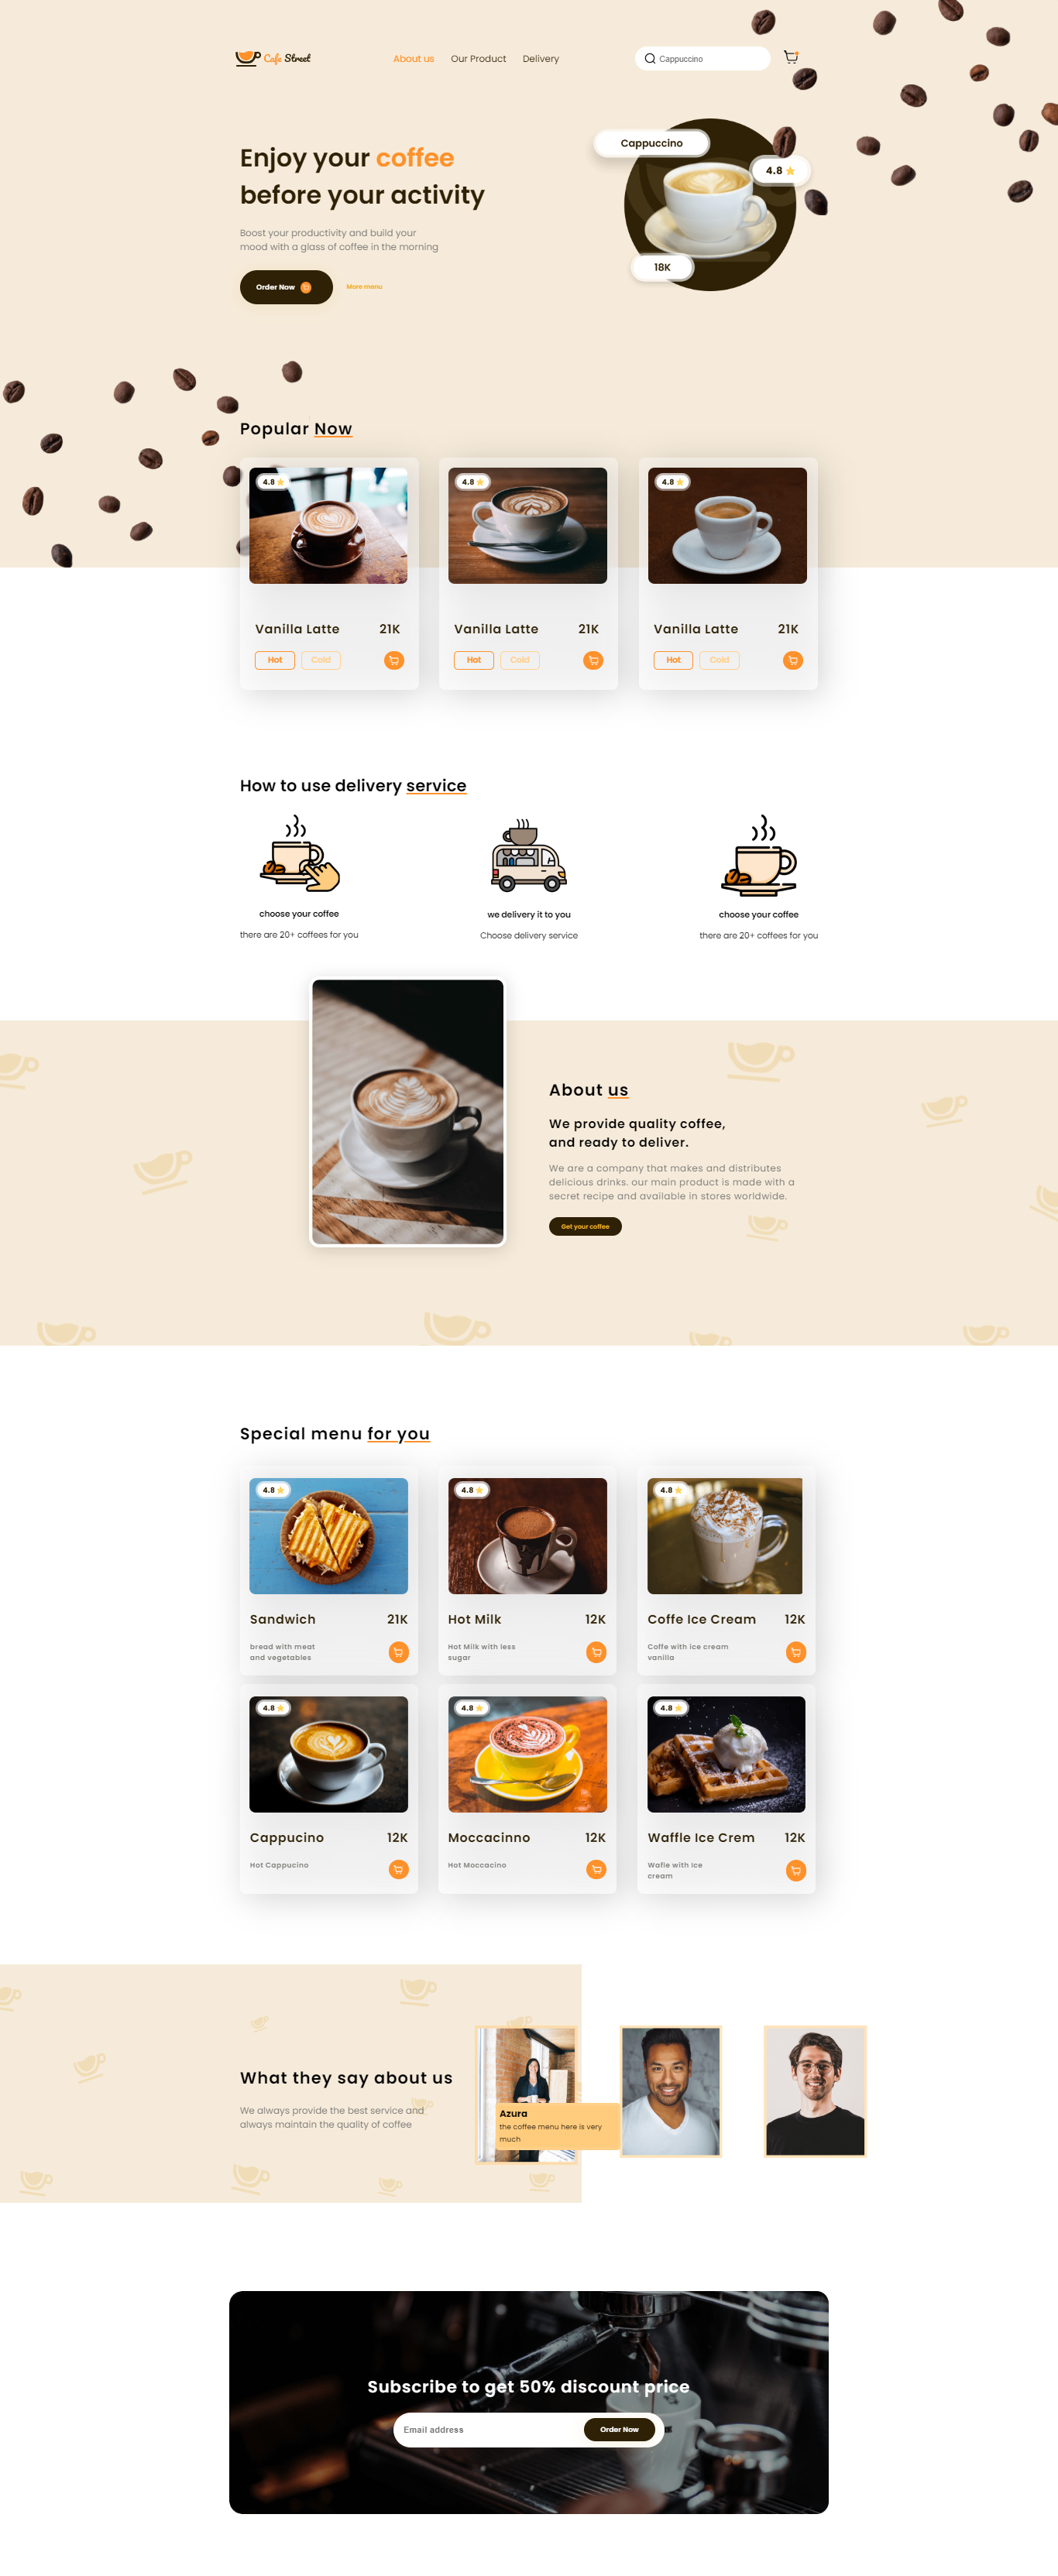 Cafe Street
About us
Our Product
Delivery
Cappuccino
Enjoy your coffee
before your activity
Boost your productivity and build your
mood with a glass of coffee in the morning
Order Now
More menu
Cappuccino
4.8
18K
Popular Now
4.8
4.8
4.8
Vanilla Latte 21K
Hot Cold
Vanilla Latte 21K
Hot Cold
Vanilla Latte 21K
Hot Cold
How to use delivery service
choose your coffee
there are 20+ coffees for you
we delivery it to you
Choose delivery service
choose your coffee
there are 20+ coffees for you
About us
We provide quality coffee,
and ready to deliver.
We are a company that makes and distributes
delicious drinks. our main product is made with a
secret recipe and available in stores worldwide.
Get your coffee
Special menu for you
4.8
Sandwich 21K
bread with meat
and vegetables
4.8
Hot Milk 12K
Hot Milk with less
sugar
4.8
Coffe Ice Cream 12K
Coffe with ice cream
vanilla
4.8
Cappucino 12K
Hot Cappucino
4.8
Moccacinno 12K
Hot Moccacino
4.8
Waffle Ice Crem 12K
Wafle with Ice
cream
What they say about us
We always provide the best service and
always maintain the quality of coffee
Azura
the coffee menu here is very
much
Subscribe to get 50% discount price
Email address
Order Now